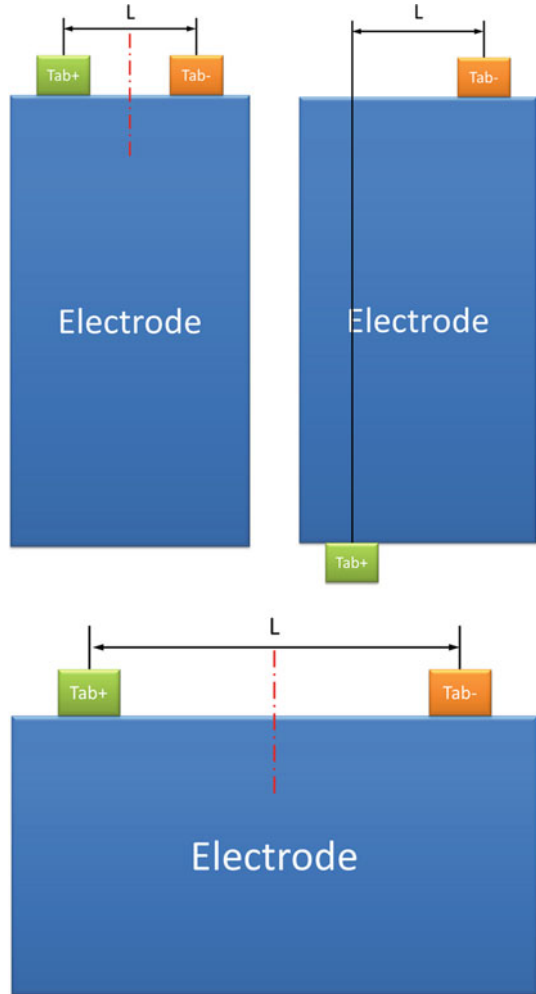 L
Tab+ Tab-
Electrode
L
Tab-
Electrode
Tab+
L
Tab+ Tab-
Electrode